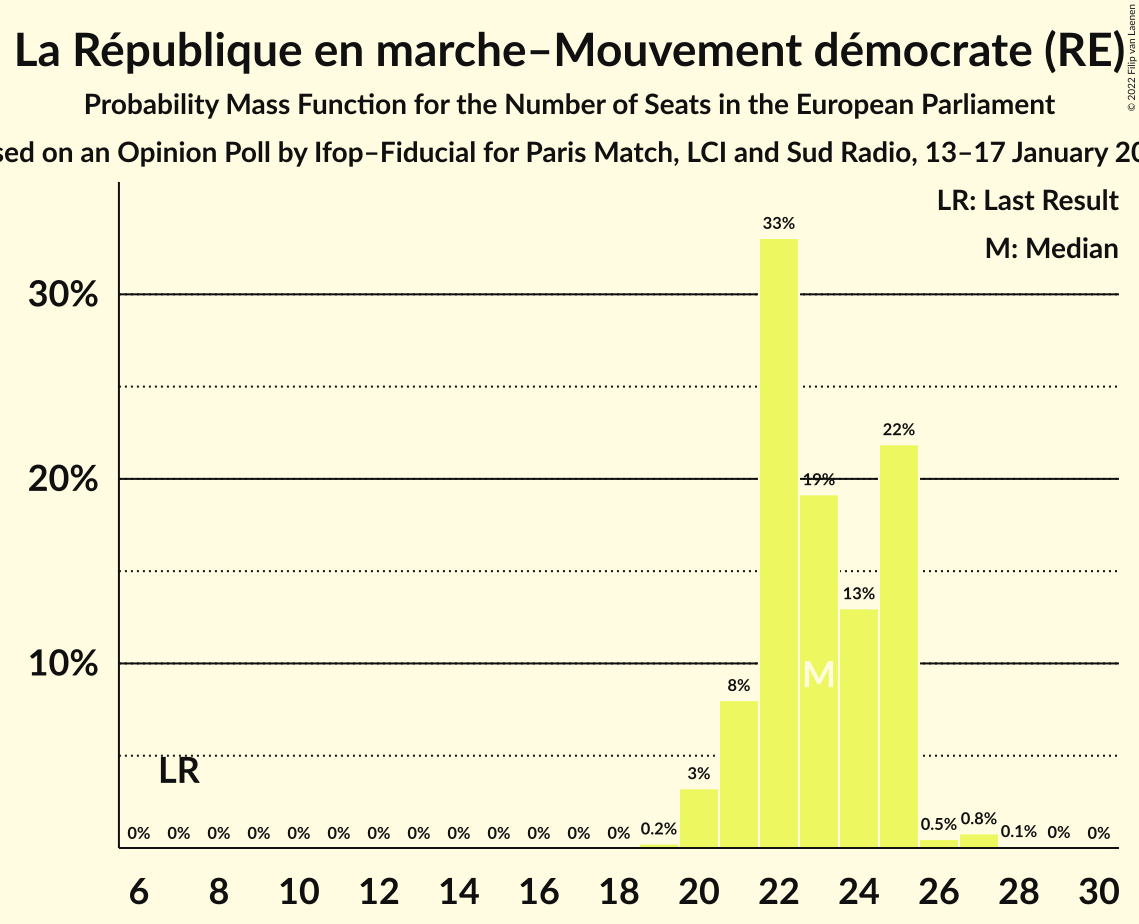 La République en marche–Mouvement démocrate (RE)
Probability Mass Function for the Number of Seats in the European Parliament
on an Opinion Poll by Ifop–Fiducial for Paris Match, LCI and Sud Radio, 13–17 January
© 2022 Filip van Laenen
LR: Last Result
M: Median
33%
30%
22%
20%
19%
13%
10%
M
8%
LR
3%
0% 0% 0% 0% 0% 0% 0% 0% 0% 0% 0% 0% 0% 0.2% 0.5% 0.8% 0.1% 0% 0%
6 8 10 12 14 16 18 20 22 24 26 28 30